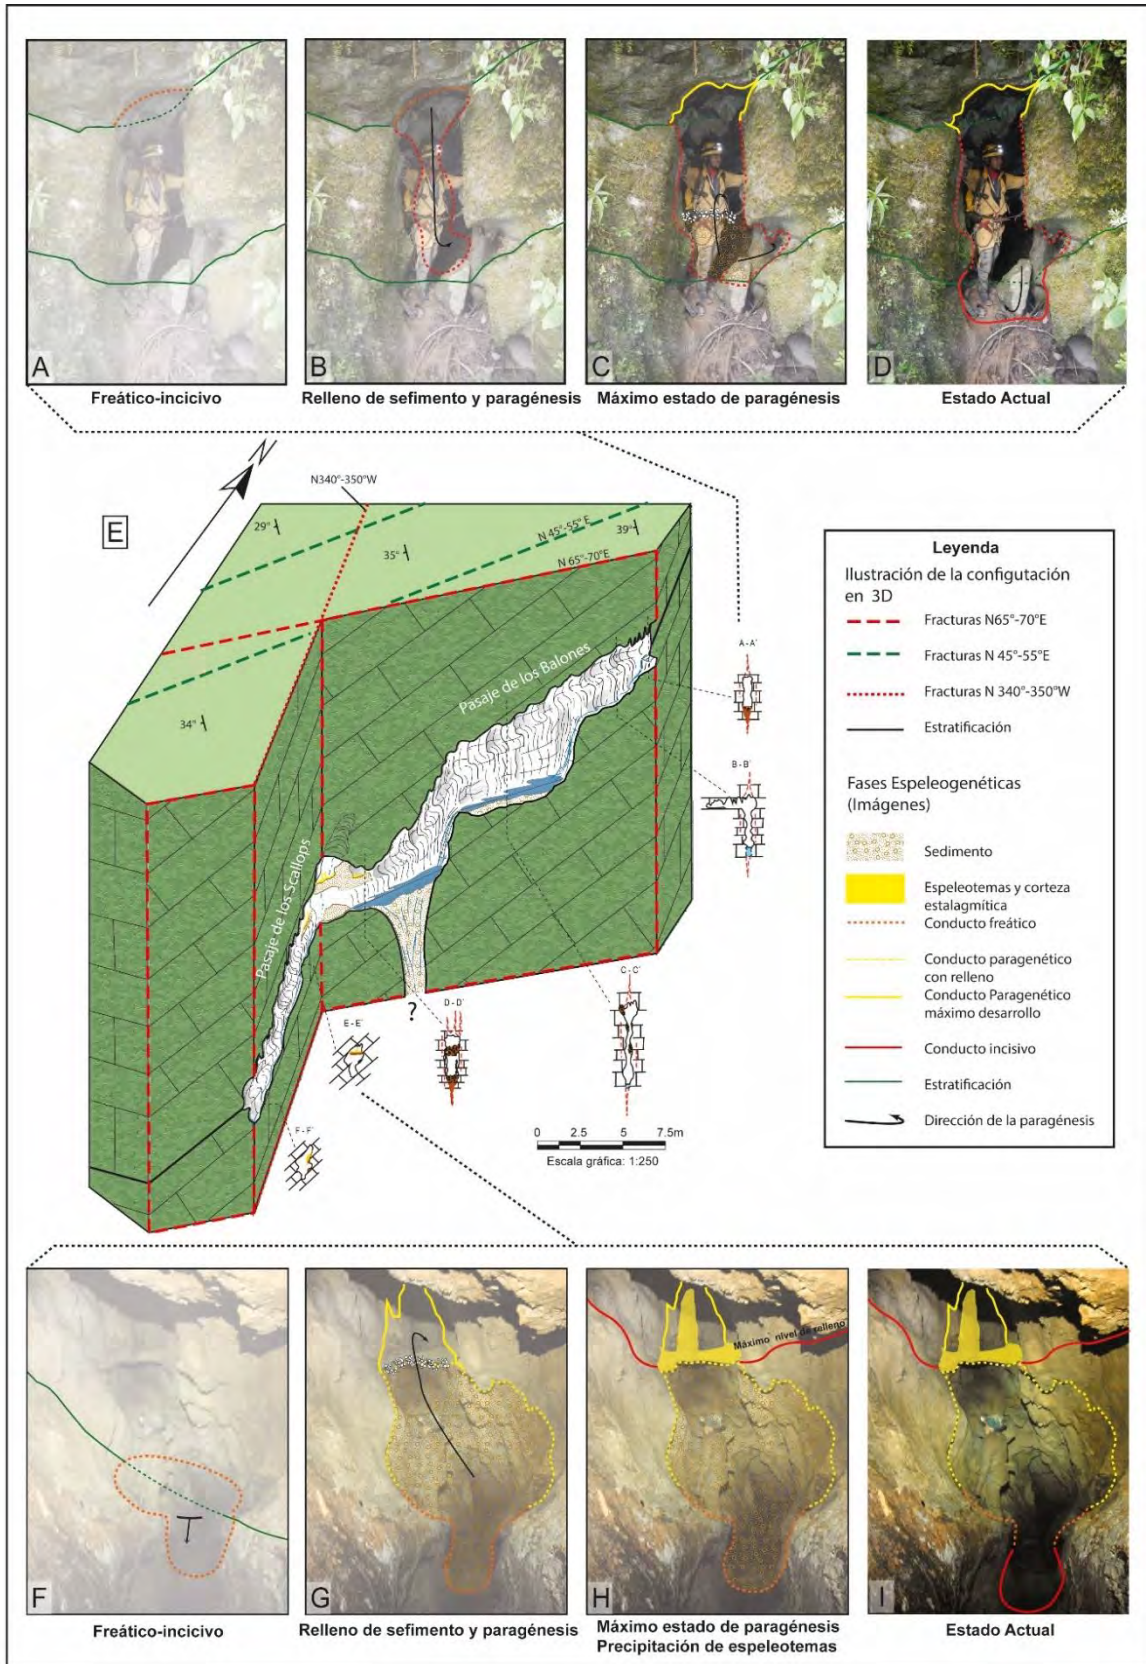 A
Freático-incicivo
B
Relleno de sefimento y paragénesis
C
Máximo estado de paragénesis
D
Estado Actual
E
N
N340°-350°W
29°
35°
N 45°-55°E
39°
N 65°-70°E
34°
Pasaje de los Balones
Pasaje de los Scallops
A - A´
B - B´
C - C´
D - D´
E - E´
F - F´
?
0 2.5 5 7.5m
Escala gráfica: 1:250
Leyenda
Ilustración de la configutación
en 3D
Fracturas N65°-70°E
Fracturas N 45°-55°E
Fracturas N 340°-350°W
Estratificación
Fases Espeleogenéticas
(Imágenes)
Sedimento
Espeleotemas y corteza
estalagmítica
Conducto freático
Conducto paragenético
con relleno
Conducto Paragenético
máximo desarrollo
Conducto incisivo
Estratificación
Dirección de la paragénesis
F
Freático-incicivo
G
Relleno de sefimento y paragénesis
Máximo nivel de relleno
H
Máximo estado de paragénesis
Precipitación de espeleotemas
I
Estado Actual